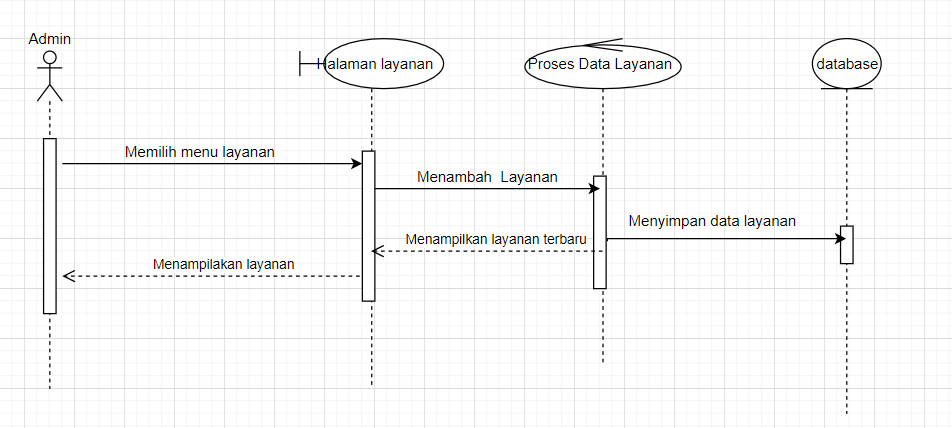 Admin
Halaman layanan
Proses Data Layanan
database
Memilih menu layanan
Menambah Layanan
Menyimpan data layanan
Menampilkan layanan terbaru
Menampilakan layanan